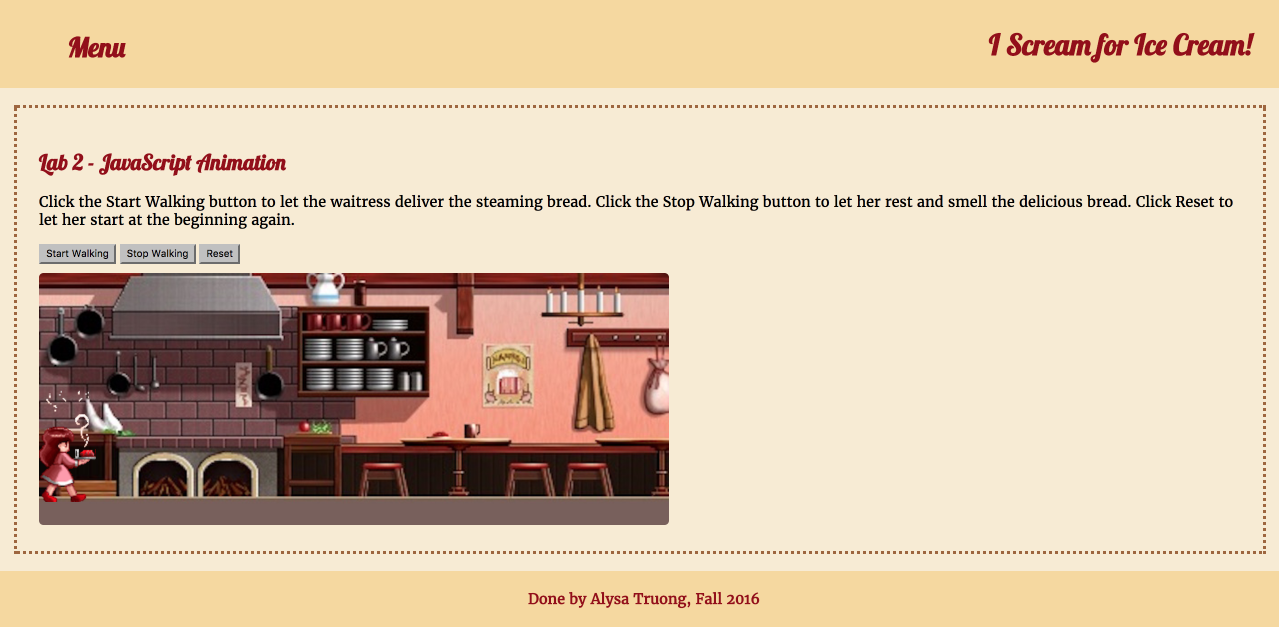 Menu
I Scream for Ice Cream!
Lab 2 - JavaScript Animation
Click the Start Walking button to let the waitress deliver the steaming bread. Click the Stop Walking button to let her rest and smell the delicious bread. Click Reset to
let her start at the beginning again.
Start Walking Stop Walking Reset
Done by Alysa Truong, Fall 2016